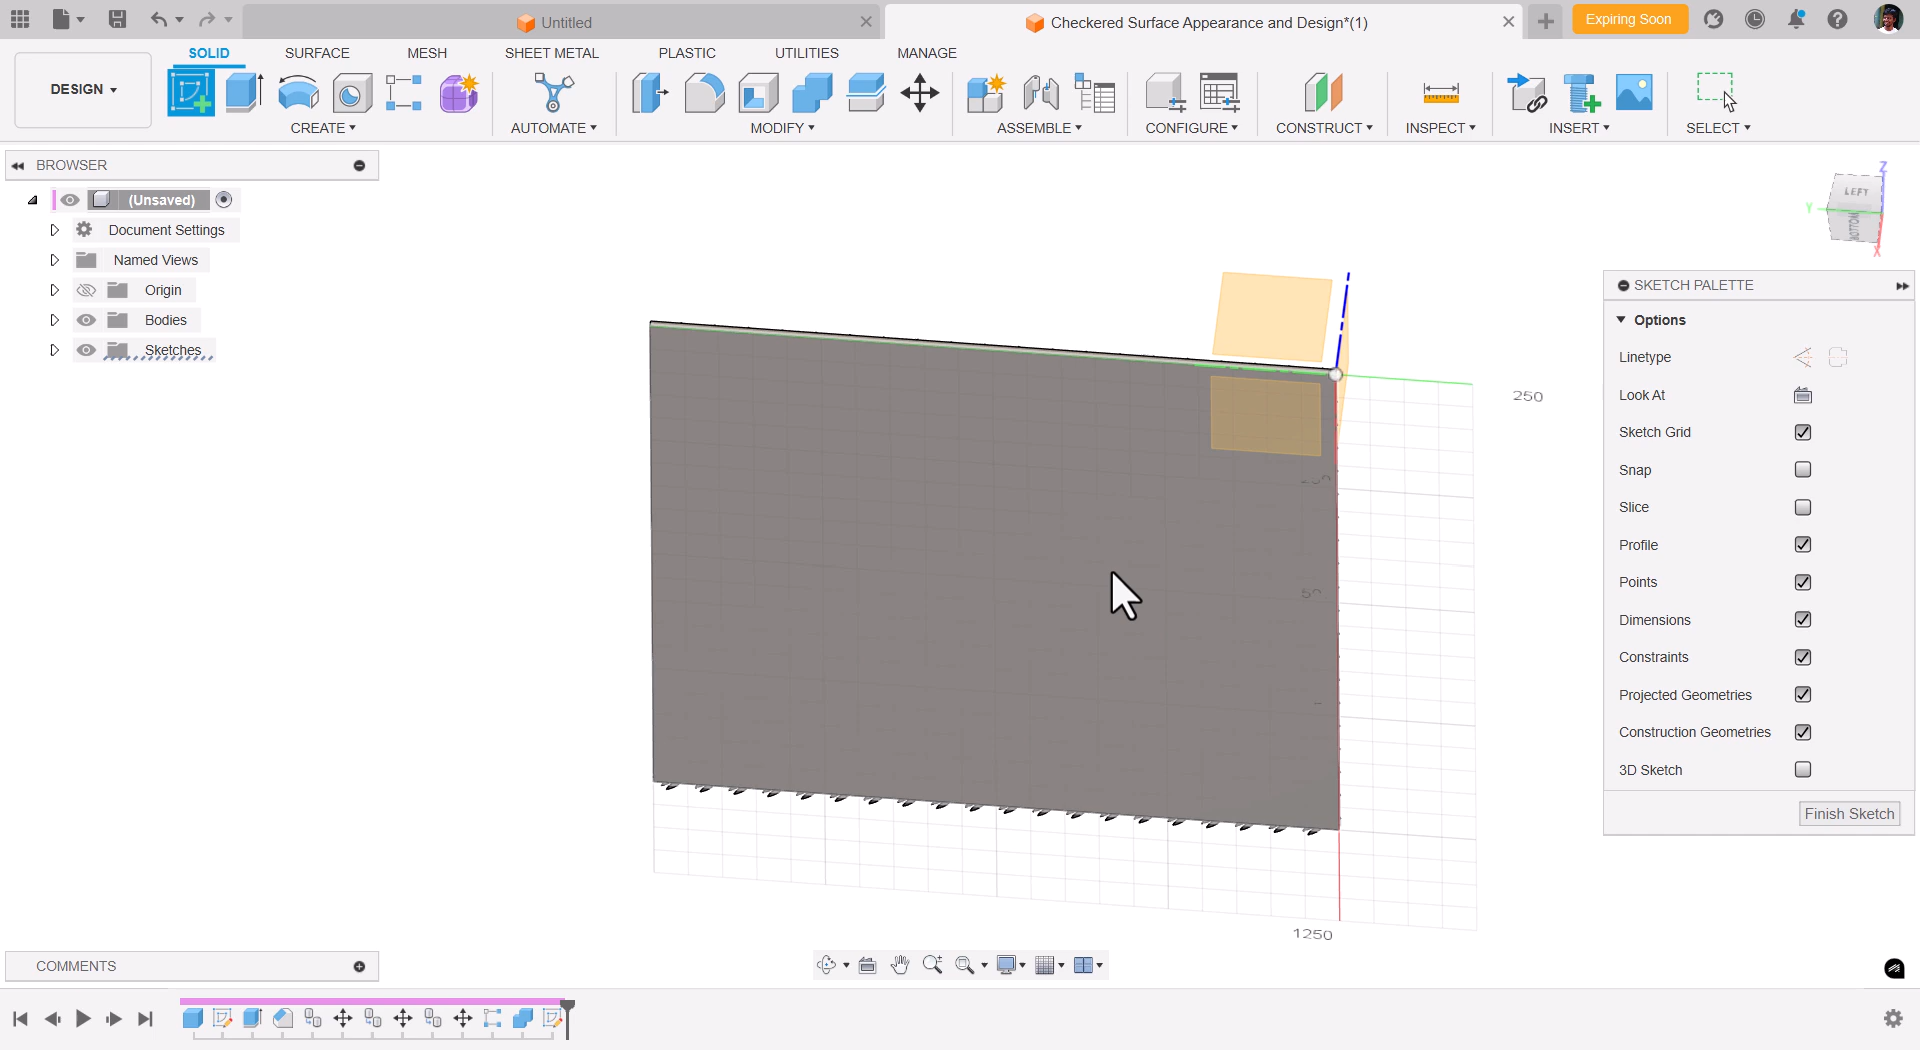 Untitled
Checkered Surface Appearance and Design*(1)
Expiring Soon
DESIGN
SOLID
SURFACE
MESH
SHEET METAL
PLASTIC
UTILITIES
MANAGE
CREATE
AUTOMATE
MODIFY
ASSEMBLE
CONFIGURE
CONSTRUCT
INSPECT
INSERT
SELECT
BROWSER
(Unsaved)
Document Settings
Named Views
Origin
Bodies
Sketches
Z
LEFT
Y
BOTTOM
X
250
1250
SKETCH PALETTE
Options
Linetype
Look At
Sketch Grid
Snap
Slice
Profile
Points
Dimensions
Constraints
Projected Geometries
Construction Geometries
3D Sketch
Finish Sketch
COMMENTS